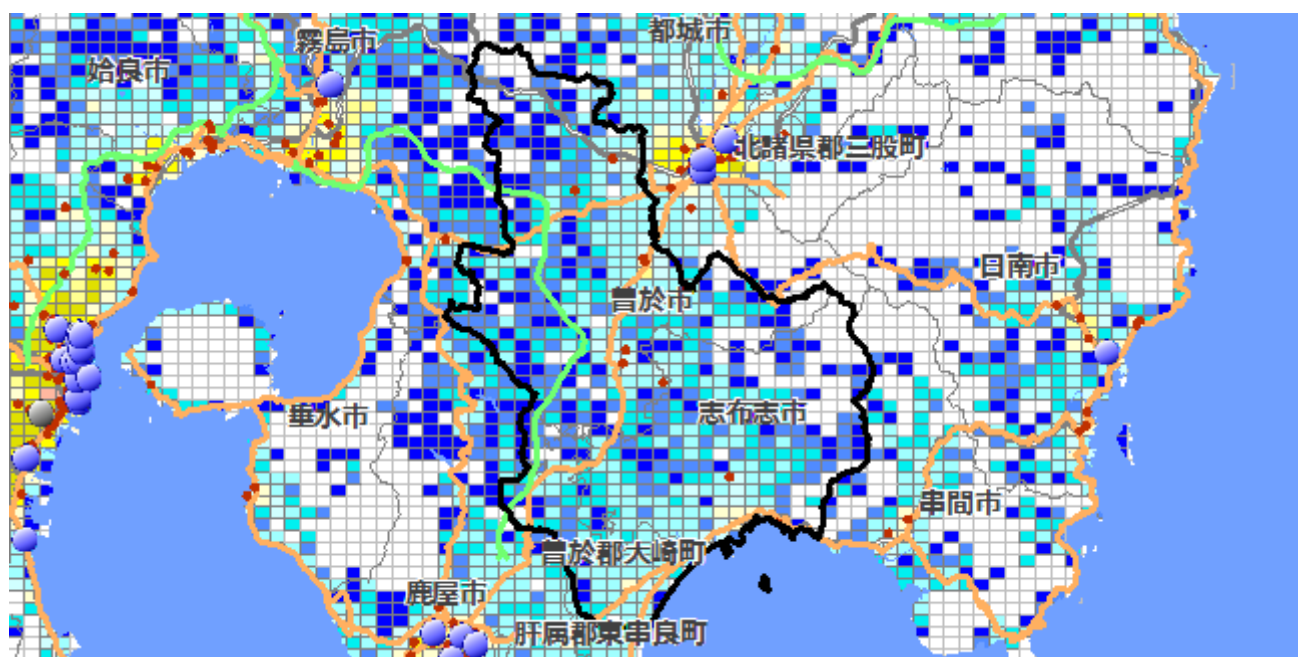 霧島市
都城市
姶良市
北諸県郡三股町
日南市
曽於市
垂水市
志布志市
串間市
曽於郡大崎町
鹿屋市
肝属郡東串良町